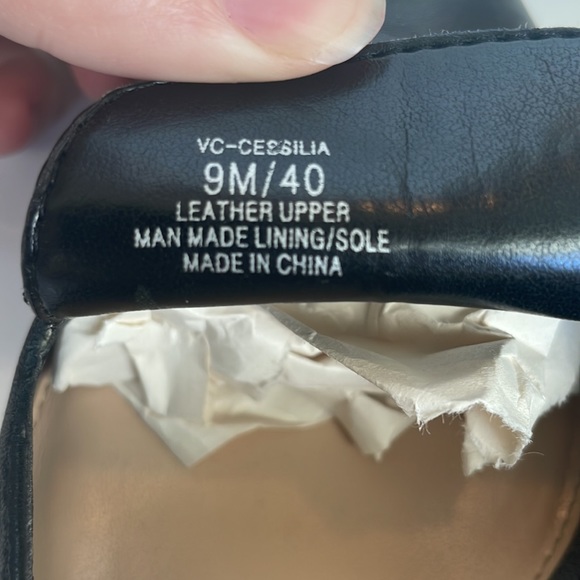 VC-CESSILIA
9M/40
LEATHER UPPER
MAN MADE LINING/SOLE
MADE IN CHINA